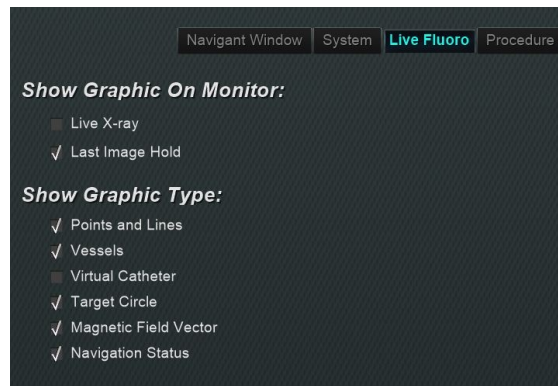 Navigant Window System Live Fluoro Procedure
Show Graphic On Monitor:
Live X-ray
Last Image Hold
Show Graphic Type:
Points and Lines
Vessels
Virtual Catheter
Target Circle
Magnetic Field Vector
Navigation Status